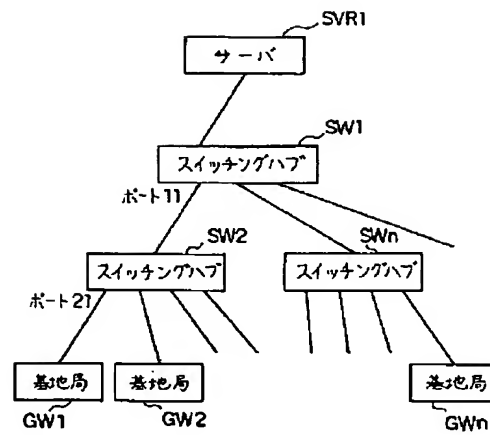 SVR1
サーバ
SW1
スイッチングハブ
ポート11
SW2
SWn
スイッチングハブ
スイッチングハブ
ポート21
基地局
基地局
基地局
GW1
GW2
GWn